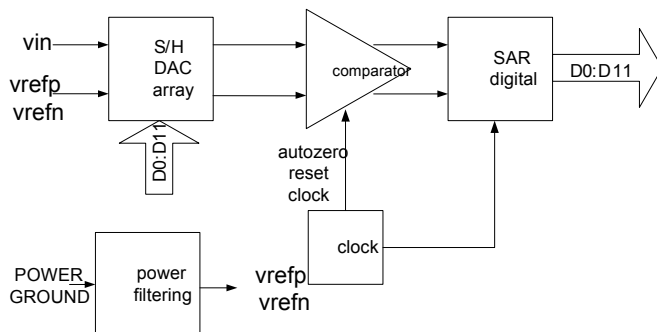 vin
vrefp
vrefn
S/H
DAC
array
D0:D11
comparator
SAR
digital
D0:D11
autozero
reset
clock
clock
POWER
GROUND
power
filtering
vrefp
vrefn